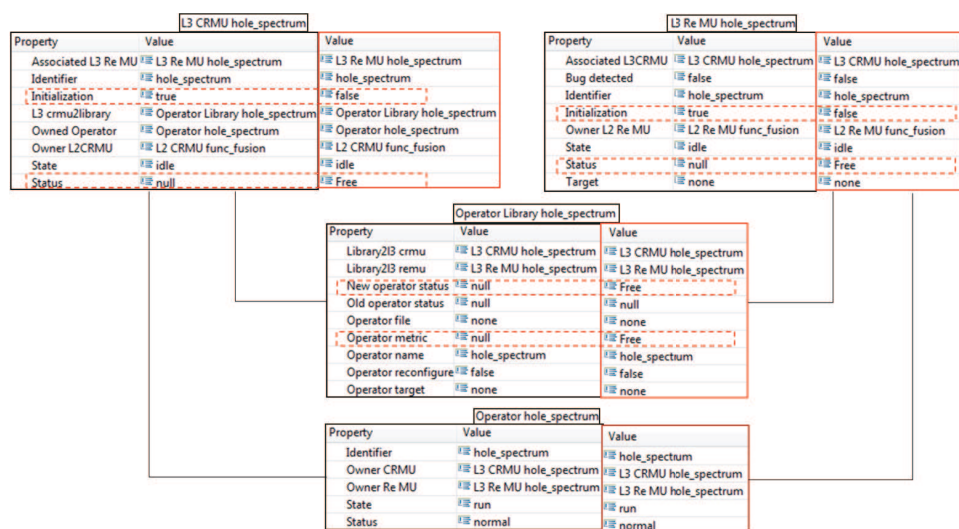 L3 CRMU hole_spectrum
Property Value Value
Associated L3 Re MU L3 Re MU hole_spectrum L3 Re MU hole_spectrum
Identifier hole_spectrum hole_spectrum
Initialization true false
L3 crmu2library Operator Library hole_spectrum Operator Library hole_spectrum
Owned Operator Operator hole_spectrum Operator hole_spectrum
Owner L2CRMU L2 CRMU func_fusion L2 CRMU func_fusion
State idle idle
Status null Free
L3 Re MU hole_spectrum
Property Value Value
Associated L3CRMU L3 CRMU hole_spectrum L3 CRMU hole_spectrum
Bug detected false false
Identifier hole_spectrum hole_spectrum
Initialization true false
Owner L2 Re MU L2 Re MU func_fusion L2 Re MU func_fusion
State idle idle
Status null Free
Target none none
Operator Library hole_spectrum
Property Value Value
Library2l3 crmu L3 CRMU hole_spectrum L3 CRMU hole_spectrum
Library2l3 remu L3 Re MU hole_spectrum L3 Re MU hole_spectrum
New operator status null Free
Old operator status null null
Operator file none none
Operator metric null Free
Operator name hole_spectrum hole_spectrum
Operator reconfigure false false
Operator target none none
Operator hole_spectrum
Property Value Value
Identifier hole_spectrum hole_spectrum
Owner CRMU L3 CRMU hole_spectrum L3 CRMU hole_spectrum
Owner Re MU L3 Re MU hole_spectrum L3 Re MU hole_spectrum
State run run
Status normal normal